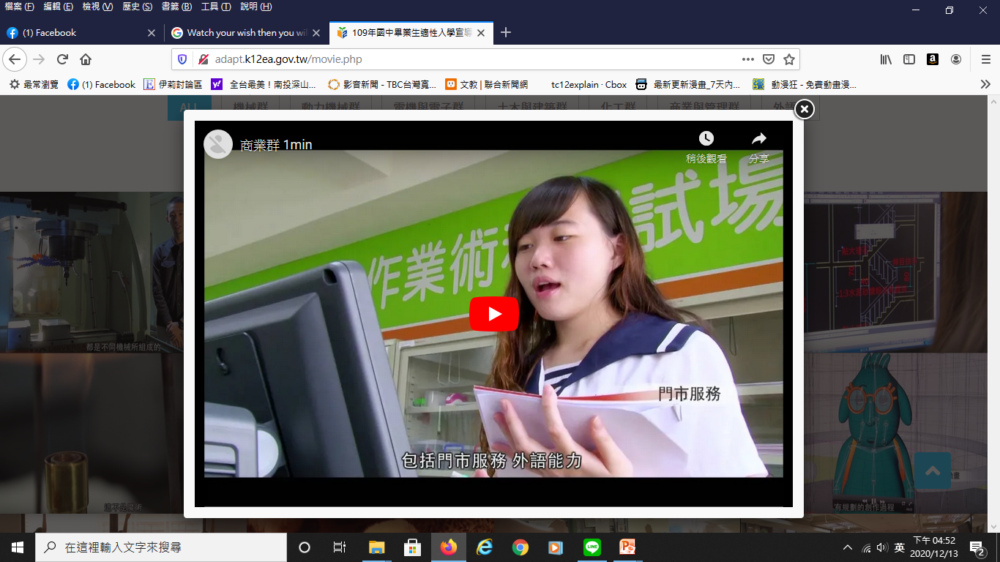 檔案 (F) 編輯 (E) 檢視 (V) 歷史 (S) 書籤 (B) 工具 (T) 說明 (H)
(1) Facebook
Watch your wish then you wi
109年國中畢業生適性入學宣導
adapt.k12ea.gov.tw/movie.php
最常瀏覽 (1) Facebook 伊莉討論區 全台最美！南投深山... 影音新聞 - TBC台灣寬... 文教 | 聯合新聞網 tc12explain · Cbox 最新更新漫畫_7天內... 動漫狂 - 免費動畫漫...
ALL 機械群 動力機械群 電機與電子群 土木與建築群 化工群 商業與管理群 外語
商業群 1min
稍後觀看 分享
作業術科 試場
門市服務
包括門市服務 外語能力
都是不同機械所組成的
這不是魔術
有規劃的創作過程
在這裡輸入文字來搜尋
英
下午 04:52
2020/12/13
2